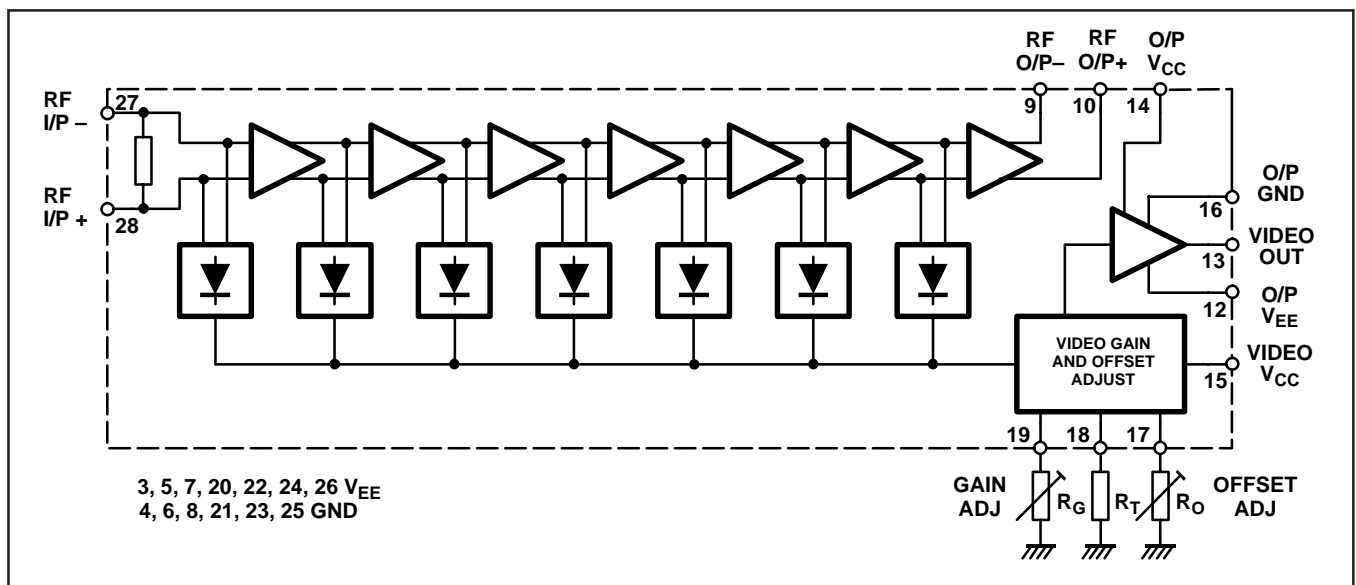 RF
O/P–
RF
O/P+
O/P
VCC
9
10
14
RF
I/P –
27
RF
I/P +
28
O/P
GND
16
VIDEO
OUT
13
12
O/P
VEE
VIDEO GAIN
AND OFFSET
ADJUST
VIDEO
VCC
15
19
18
17
3, 5, 7, 20, 22, 24, 26 VEE
4, 6, 8, 21, 23, 25 GND
GAIN
ADJ
RG
RT
RO
OFFSET
ADJ